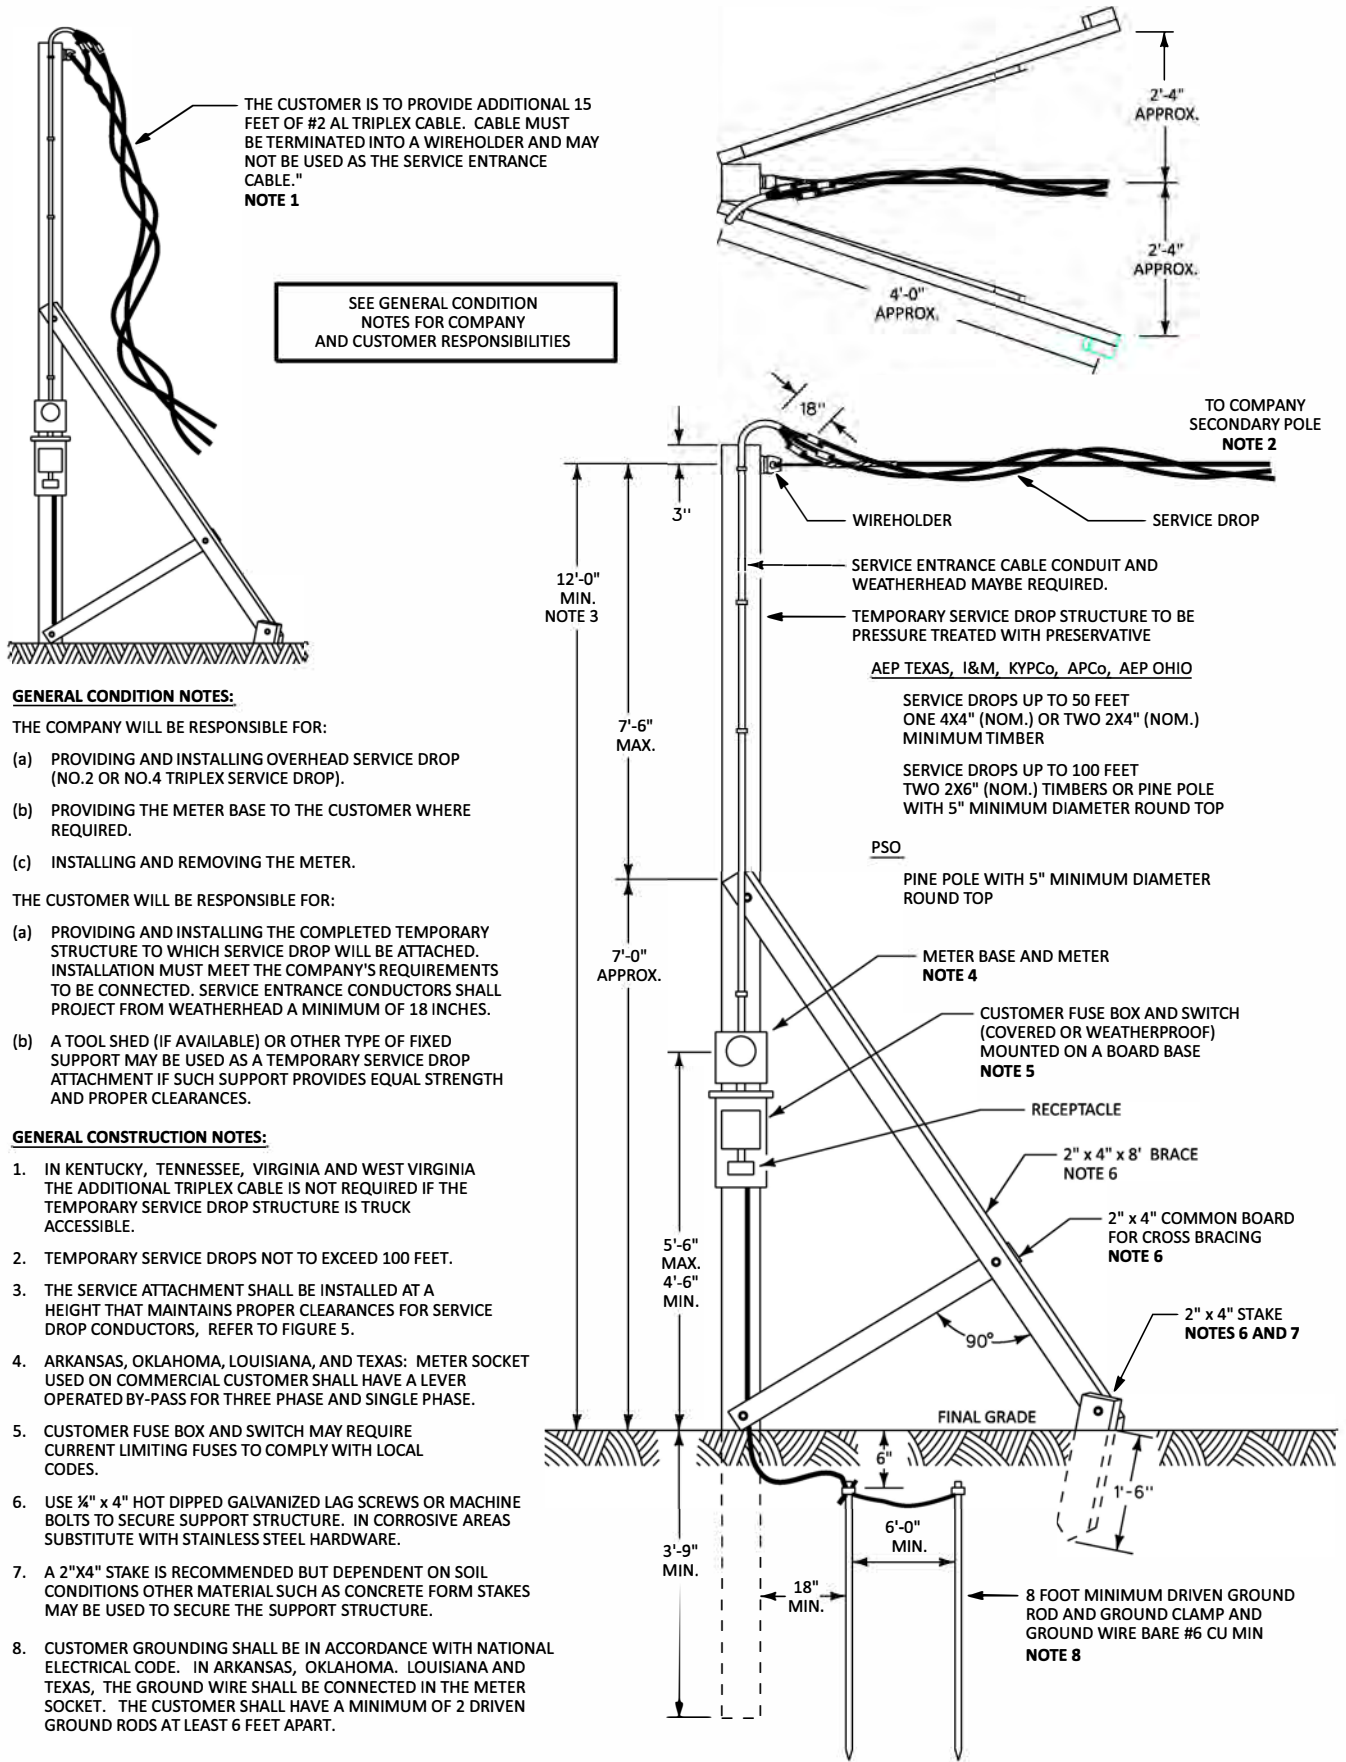 THE CUSTOMER IS TO PROVIDE ADDITIONAL 15
FEET OF #2 AL TRIPLEX CABLE. CABLE MUST
BE TERMINATED INTO A WIREHOLDER AND MAY
NOT BE USED AS THE SERVICE ENTRANCE
CABLE."
NOTE 1
SEE GENERAL CONDITION
NOTES FOR COMPANY
AND CUSTOMER RESPONSIBILITIES
2'-4"
APPROX.
2'-4"
APPROX.
4'-0"
APPROX.
18"
TO COMPANY
SECONDARY POLE
NOTE 2
3"
WIREHOLDER
SERVICE DROP
12'-0"
MIN.
NOTE 3
SERVICE ENTRANCE CABLE CONDUIT AND
WEATHERHEAD MAYBE REQUIRED.
TEMPORARY SERVICE DROP STRUCTURE TO BE
PRESSURE TREATED WITH PRESERVATIVE
AEP TEXAS, I&M, KYPCo, APCo, AEP OHIO
SERVICE DROPS UP TO 50 FEET
ONE 4X4" (NOM.) OR TWO 2X4" (NOM.)
MINIMUM TIMBER
SERVICE DROPS UP TO 100 FEET
TWO 2X6" (NOM.) TIMBERS OR PINE POLE
WITH 5" MINIMUM DIAMETER ROUND TOP
PSO
PINE POLE WITH 5" MINIMUM DIAMETER
ROUND TOP
7'-6"
MAX.
7'-0"
APPROX.
METER BASE AND METER
NOTE 4
CUSTOMER FUSE BOX AND SWITCH
(COVERED OR WEATHERPROOF)
MOUNTED ON A BOARD BASE
NOTE 5
RECEPTACLE
2" x 4" x 8' BRACE
NOTE 6
2" x 4" COMMON BOARD
FOR CROSS BRACING
NOTE 6
5'-6"
MAX.
4'-6"
MIN.
2" x 4" STAKE
NOTES 6 AND 7
90°
FINAL GRADE
6"
1'-6"
6'-0"
MIN.
3'-9"
MIN.
18"
MIN.
8 FOOT MINIMUM DRIVEN GROUND
ROD AND GROUND CLAMP AND
GROUND WIRE BARE #6 CU MIN
NOTE 8
GENERAL CONDITION NOTES:
THE COMPANY WILL BE RESPONSIBLE FOR:
(a) PROVIDING AND INSTALLING OVERHEAD SERVICE DROP
(NO.2 OR NO.4 TRIPLEX SERVICE DROP).
(b) PROVIDING THE METER BASE TO THE CUSTOMER WHERE
REQUIRED.
(c) INSTALLING AND REMOVING THE METER.
THE CUSTOMER WILL BE RESPONSIBLE FOR:
(a) PROVIDING AND INSTALLING THE COMPLETED TEMPORARY
STRUCTURE TO WHICH SERVICE DROP WILL BE ATTACHED.
INSTALLATION MUST MEET THE COMPANY'S REQUIREMENTS
TO BE CONNECTED. SERVICE ENTRANCE CONDUCTORS SHALL
PROJECT FROM WEATHERHEAD A MINIMUM OF 18 INCHES.
(b) A TOOL SHED (IF AVAILABLE) OR OTHER TYPE OF FIXED
SUPPORT MAY BE USED AS A TEMPORARY SERVICE DROP
ATTACHMENT IF SUCH SUPPORT PROVIDES EQUAL STRENGTH
AND PROPER CLEARANCES.
GENERAL CONSTRUCTION NOTES:
1. IN KENTUCKY, TENNESSEE, VIRGINIA AND WEST VIRGINIA
THE ADDITIONAL TRIPLEX CABLE IS NOT REQUIRED IF THE
TEMPORARY SERVICE DROP STRUCTURE IS TRUCK
ACCESSIBLE.
2. TEMPORARY SERVICE DROPS NOT TO EXCEED 100 FEET.
3. THE SERVICE ATTACHMENT SHALL BE INSTALLED AT A
HEIGHT THAT MAINTAINS PROPER CLEARANCES FOR SERVICE
DROP CONDUCTORS, REFER TO FIGURE 5.
4. ARKANSAS, OKLAHOMA, LOUISIANA, AND TEXAS: METER SOCKET
USED ON COMMERCIAL CUSTOMER SHALL HAVE A LEVER
OPERATED BY-PASS FOR THREE PHASE AND SINGLE PHASE.
5. CUSTOMER FUSE BOX AND SWITCH MAY REQUIRE
CURRENT LIMITING FUSES TO COMPLY WITH LOCAL
CODES.
6. USE ¼" x 4" HOT DIPPED GALVANIZED LAG SCREWS OR MACHINE
BOLTS TO SECURE SUPPORT STRUCTURE. IN CORROSIVE AREAS
SUBSTITUTE WITH STAINLESS STEEL HARDWARE.
7. A 2"X4" STAKE IS RECOMMENDED BUT DEPENDENT ON SOIL
CONDITIONS OTHER MATERIAL SUCH AS CONCRETE FORM STAKES
MAY BE USED TO SECURE THE SUPPORT STRUCTURE.
8. CUSTOMER GROUNDING SHALL BE IN ACCORDANCE WITH NATIONAL
ELECTRICAL CODE. IN ARKANSAS, OKLAHOMA. LOUISIANA AND
TEXAS, THE GROUND WIRE SHALL BE CONNECTED IN THE METER
SOCKET. THE CUSTOMER SHALL HAVE A MINIMUM OF 2 DRIVEN
GROUND RODS AT LEAST 6 FEET APART.